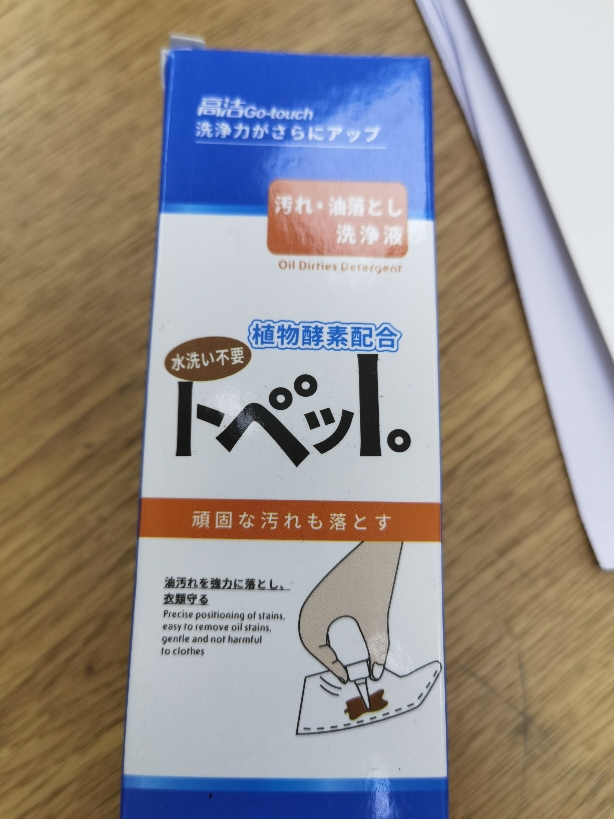 高洁Go-touch
洗浄力がさらにアップ
汚れ・油落とし
洗浄液
Oil Dirties Detergent
植物酵素配合
水洗い不要
トペッL。
頑固な汚れも落とす
油汚れを強力に落とし、
衣類守る
Precise positioning of stains,
easy to remove oil stains,
gentle and not harmful
to clothes